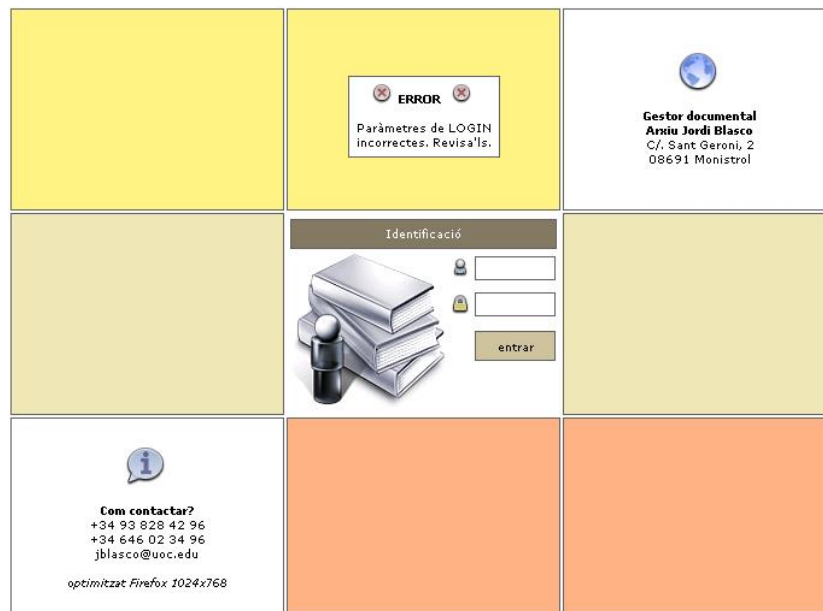 ERROR
Paràmetres de LOGIN
incorrectes. Revisa'ls.
Gestor documental
Arxiu Jordi Blasco
C/. Sant Geroni, 2
08691 Monistrol
Identificació
entrar
Com contactar?
+34 93 828 42 96
+34 646 02 34 96
jblasco@uoc.edu
optimitzat Firefox 1024x768